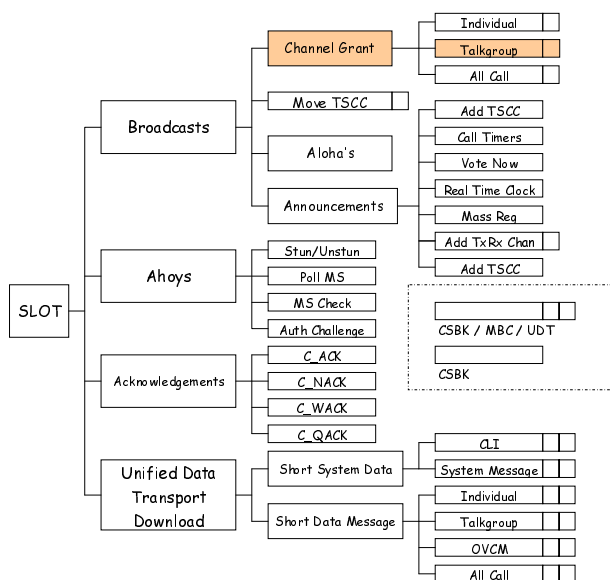 SLOT
Broadcasts
Channel Grant
Individual
Talkgroup
All Call
Move TSCC
Aloha's
Announcements
Add TSCC
Call Timers
Vote Now
Real Time Clock
Mass Reg
Add TxRx Chan
Add TSCC
Ahoys
Stun/Unstun
Poll MS
MS Check
Auth Challenge
Acknowledgements
C_ACK
C_NACK
C_WACK
C_QACK
Unified Data
Transport
Download
Short System Data
CLI
System Message
Short Data Message
Individual
Talkgroup
OVCM
All Call
CSBK / MBC / UDT
CSBK